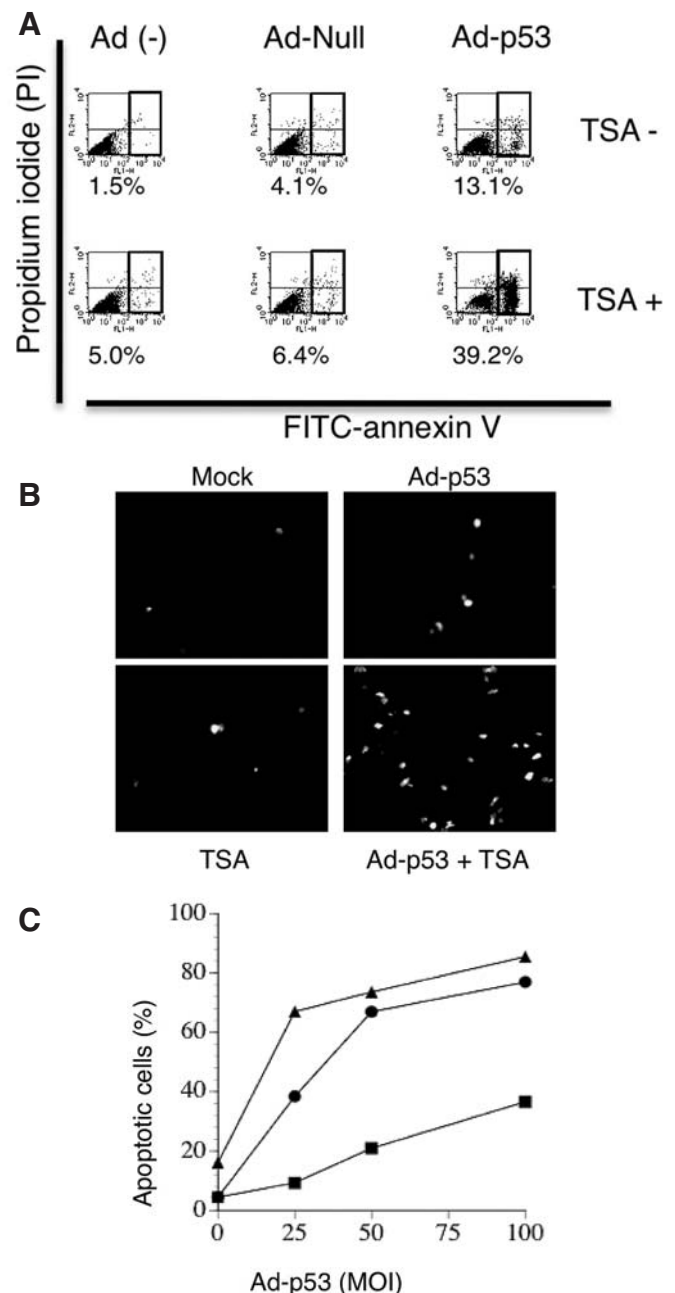 A
Ad (-) Ad-Null Ad-p53
Propidium iodide (PI)
TSA -
1.5% 4.1% 13.1%
TSA +
5.0% 6.4% 39.2%
FITC-annexin V
B
Mock Ad-p53
TSA Ad-p53 + TSA
C
Apoptotic cells (%)
100
80
60
40
20
0
0 25 50 75 100
Ad-p53 (MOI)